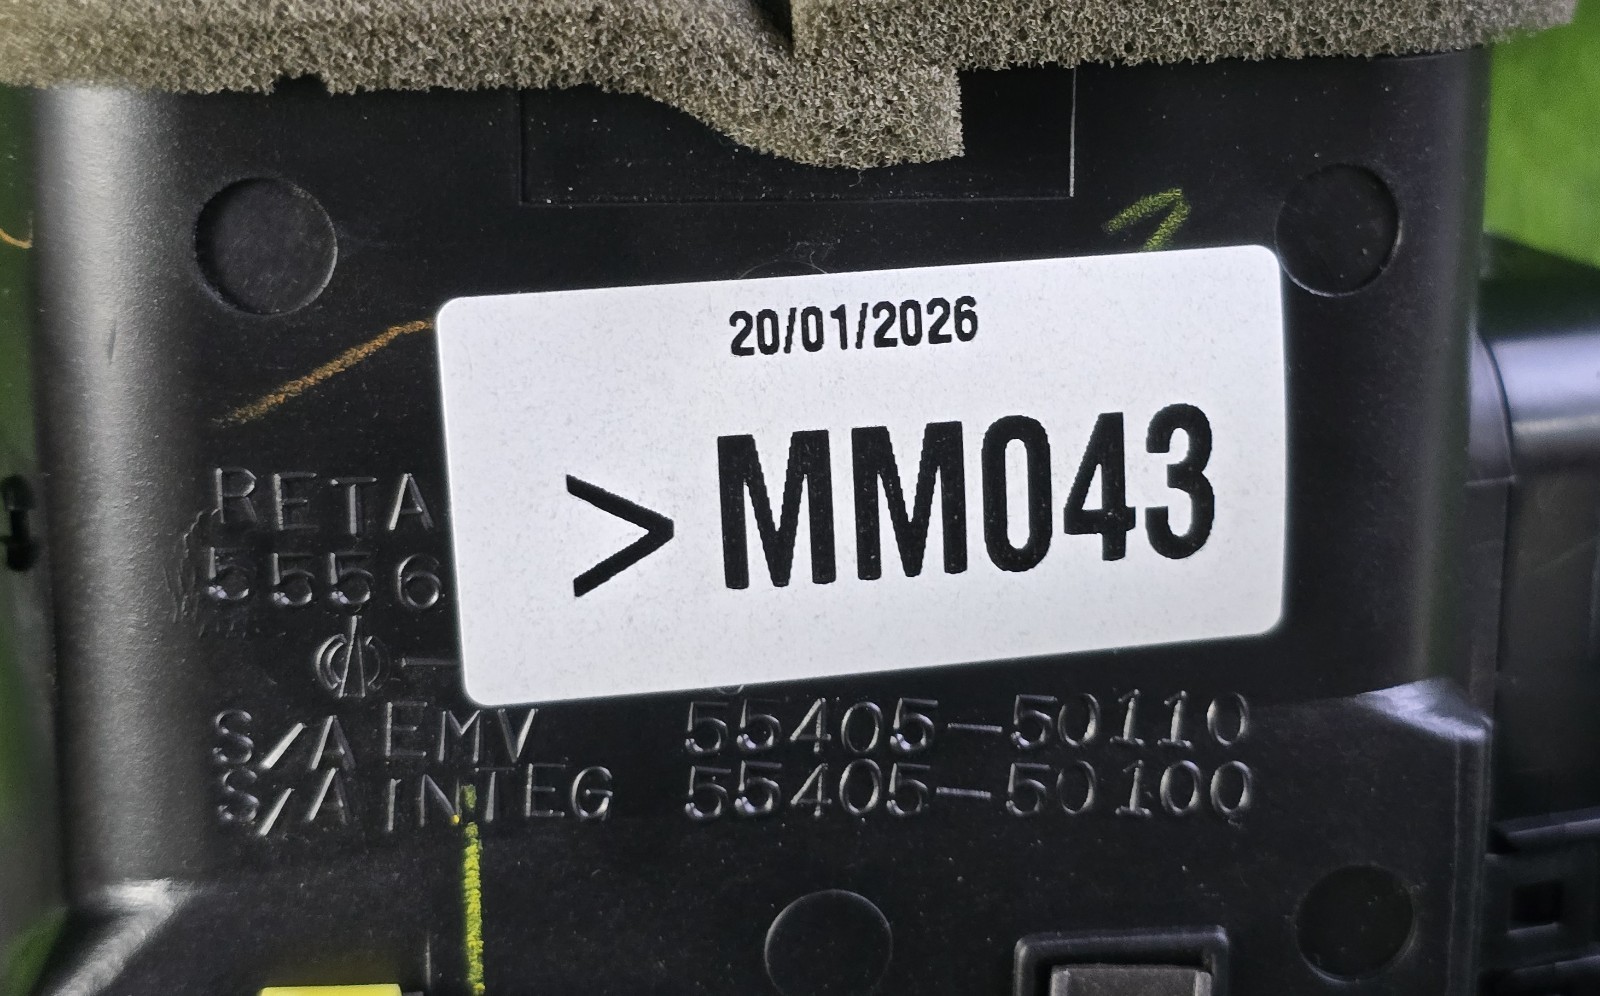 20/01/2026
>MM043
RETA
5556
S/A EMV 55405-50110
S/A INTEG 55405-50100